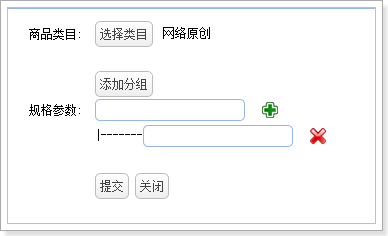 商品类目: 选择类目 网络原创
添加分组
规格参数:
|-------
提交 关闭